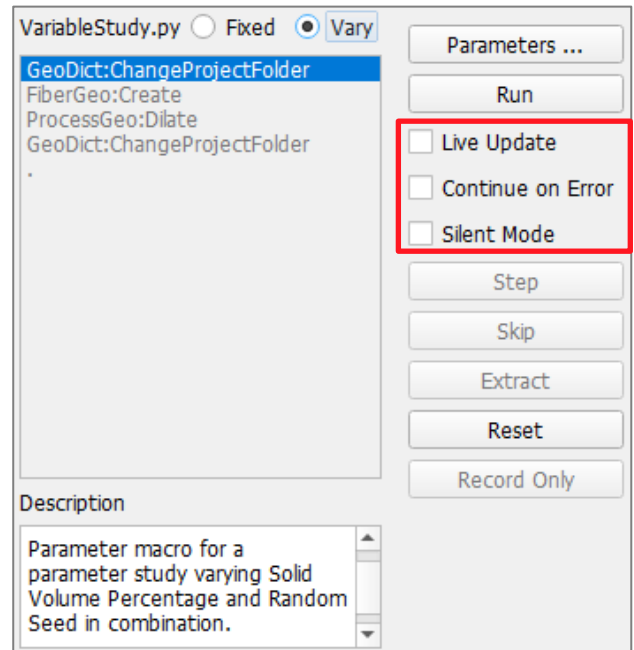 VariableStudy.py Fixed Vary
GeoDict:ChangeProjectFolder
FiberGeo:Create
ProcessGeo:Dilate
GeoDict:ChangeProjectFolder
.
Description
Parameter macro for a
parameter study varying Solid
Volume Percentage and Random
Seed in combination.
Parameters ...
Run
Live Update
Continue on Error
Silent Mode
Step
Skip
Extract
Reset
Record Only